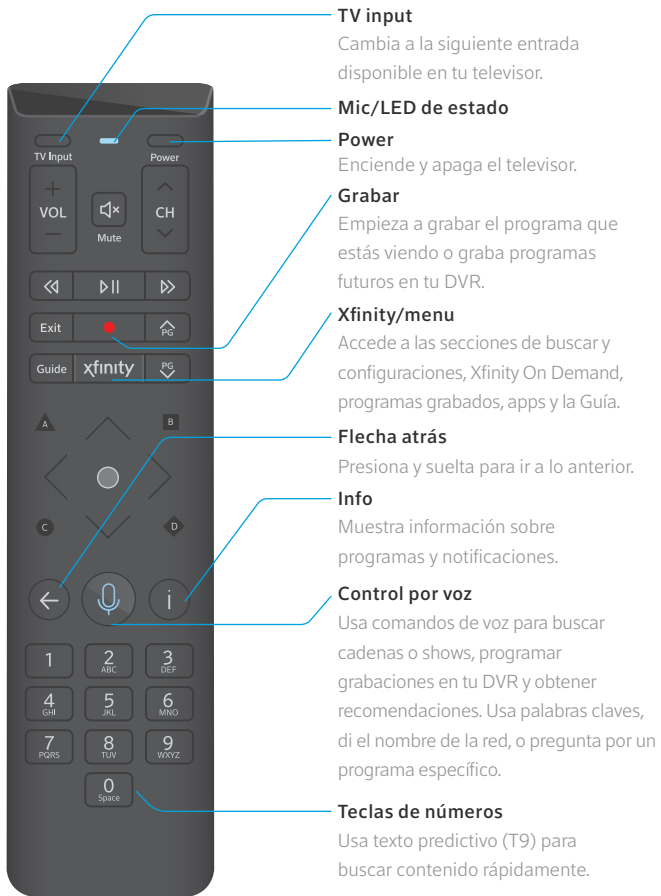 TV input
Cambia a la siguiente entrada
disponible en tu televisor.
Mic/LED de estado
Power
Enciende y apaga el televisor.
Grabar
Empieza a grabar el programa que
estás viendo o graba programas
futuros en tu DVR.
Xfinity/menu
Accede a las secciones de buscar y
configuraciones, Xfinity On Demand,
programas grabados, apps y la Guía.
Flecha atrás
Presiona y suelta para ir a lo anterior.
Info
Muestra información sobre
programas y notificaciones.
Control por voz
Usa comandos de voz para buscar
cadenas o shows, programar
grabaciones en tu DVR y obtener
recomendaciones. Usa palabras claves,
di el nombre de la red, o pregunta por un
programa específico.
Teclas de números
Usa texto predictivo (T9) para
buscar contenido rápidamente.
TV Input
Power
VOL
CH
Mute
Exit
PG
Guide
xfinity
PG
A
B
C
D
i
1
2
ABC
3
DEF
4
GHI
5
JKL
6
MNO
7
PQRS
8
TUV
9
WXYZ
0
Space